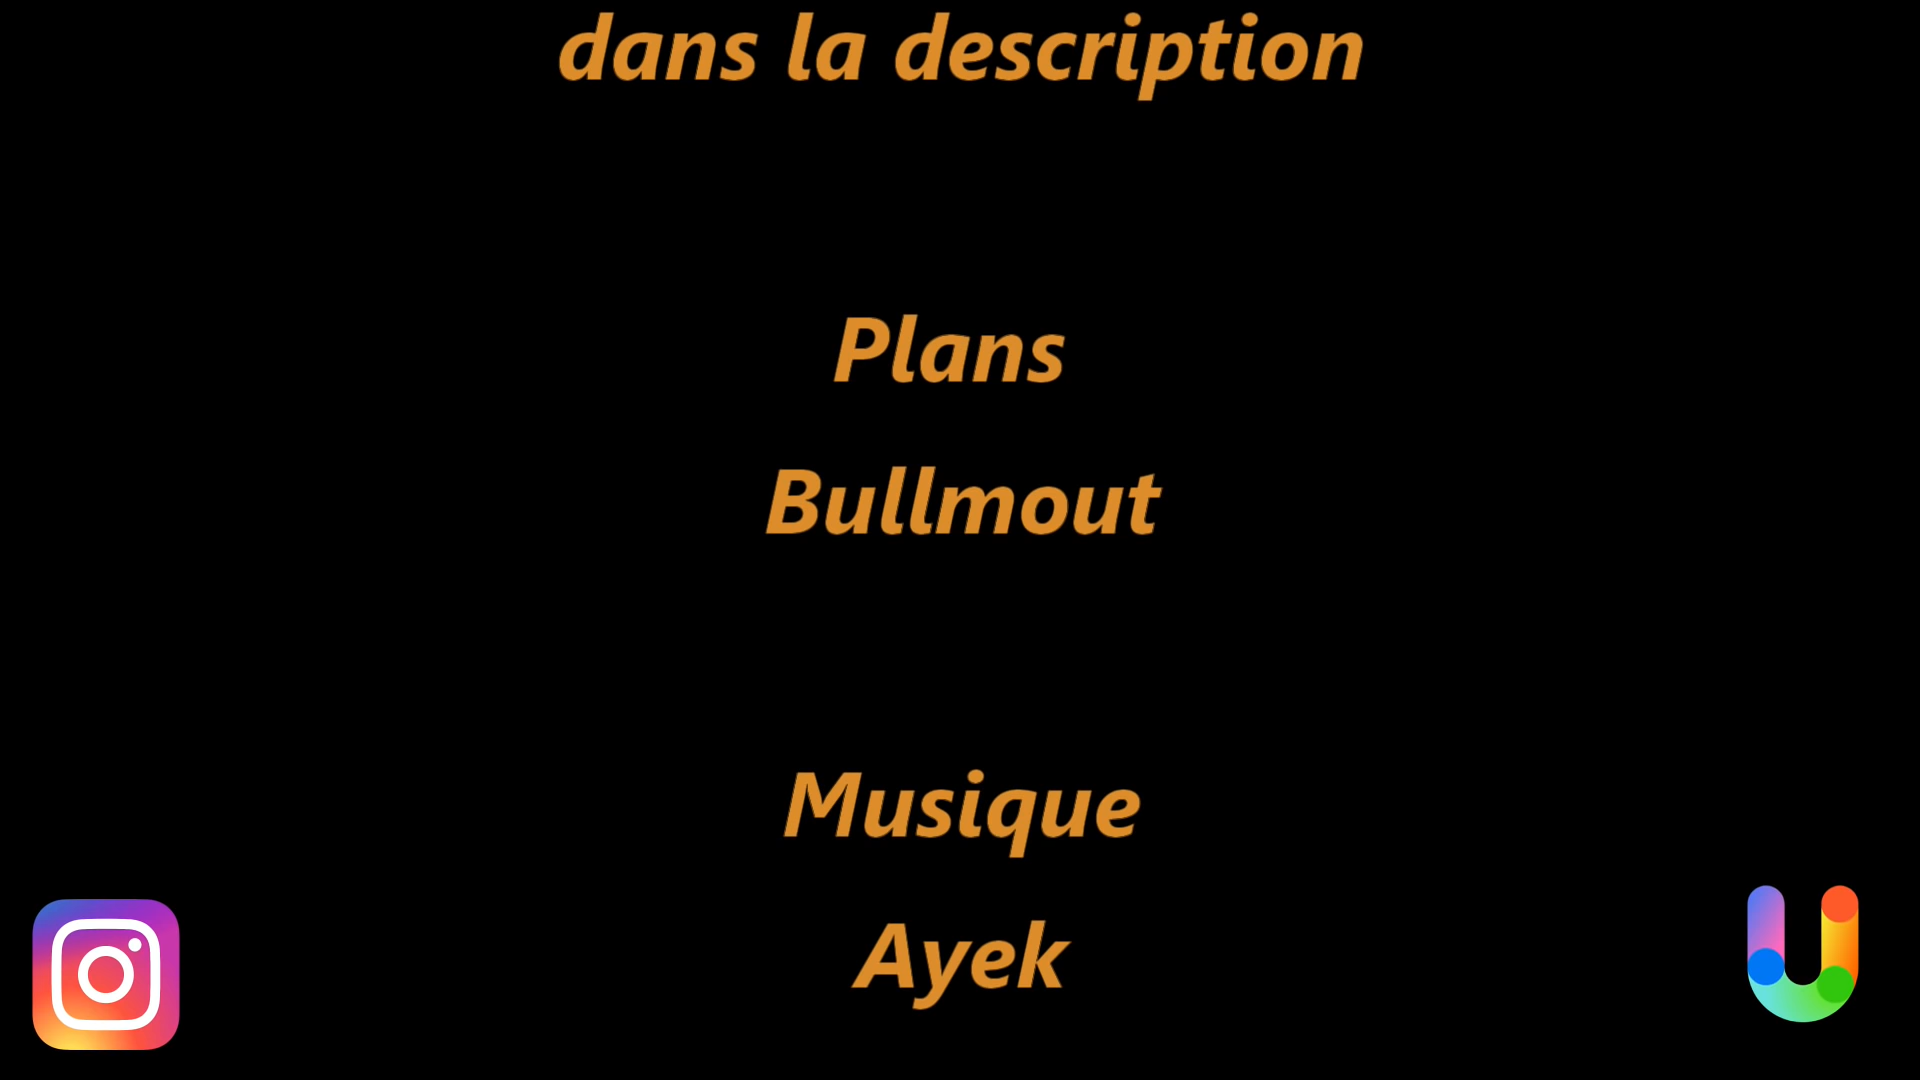 dans la description
Plans
Bullmout
Musique
Ayek